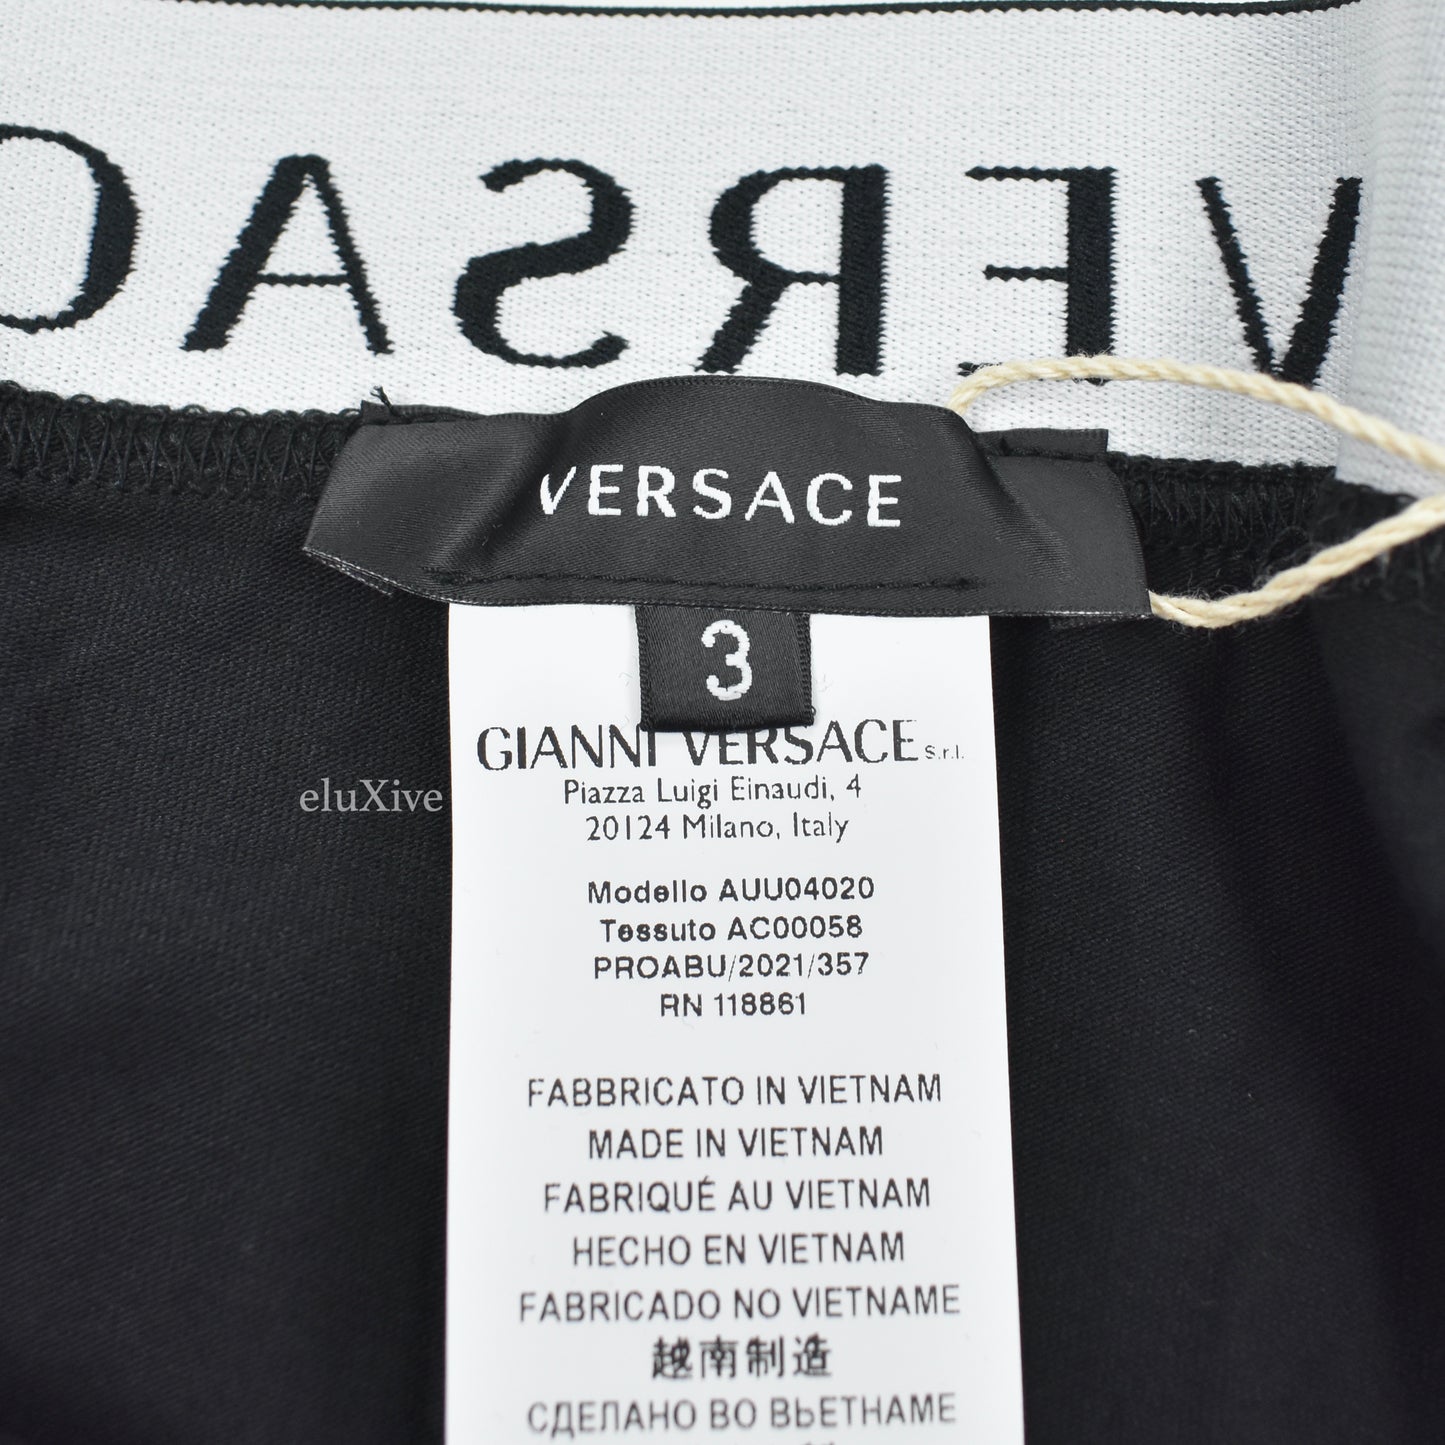 VERSAC
VERSACE
3
GIANNI VERSACE S.r.l.
Piazza Luigi Einaudi, 4
20124 Milano, Italy
eluXive
Modello AUU04020
Tessuto AC00058
PROABU/2021/357
RN 118861
FABBRICATO IN VIETNAM
MADE IN VIETNAM
FABRIQUÉ AU VIETNAM
HECHO EN VIETNAM
FABRICADO NO VIETNAME
越南制造
СДЕЛАНО ВО ВЬЕТНАМЕ